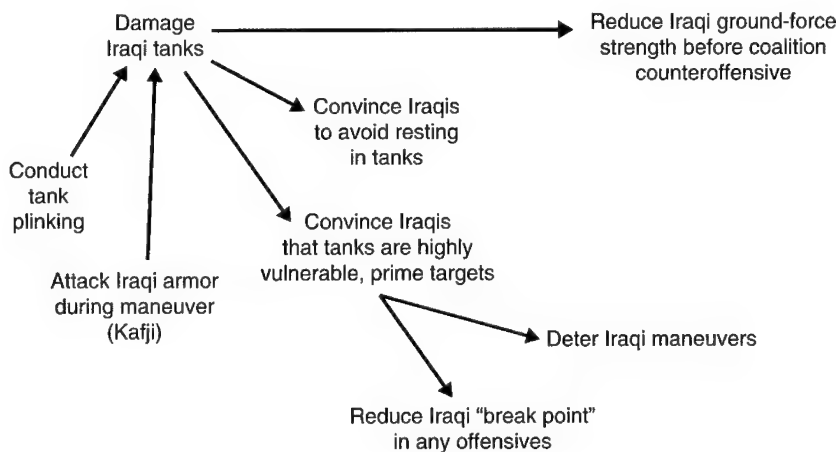 Damage
Iraqi tanks
Reduce Iraqi ground-force
strength before coalition
counteroffensive
Convince Iraqis
to avoid resting
in tanks
Conduct
tank
plinking
Convince Iraqis
that tanks are highly
vulnerable, prime targets
Attack Iraqi armor
during maneuver
(Kafji)
Deter Iraqi maneuvers
Reduce Iraqi “break point”
in any offensives